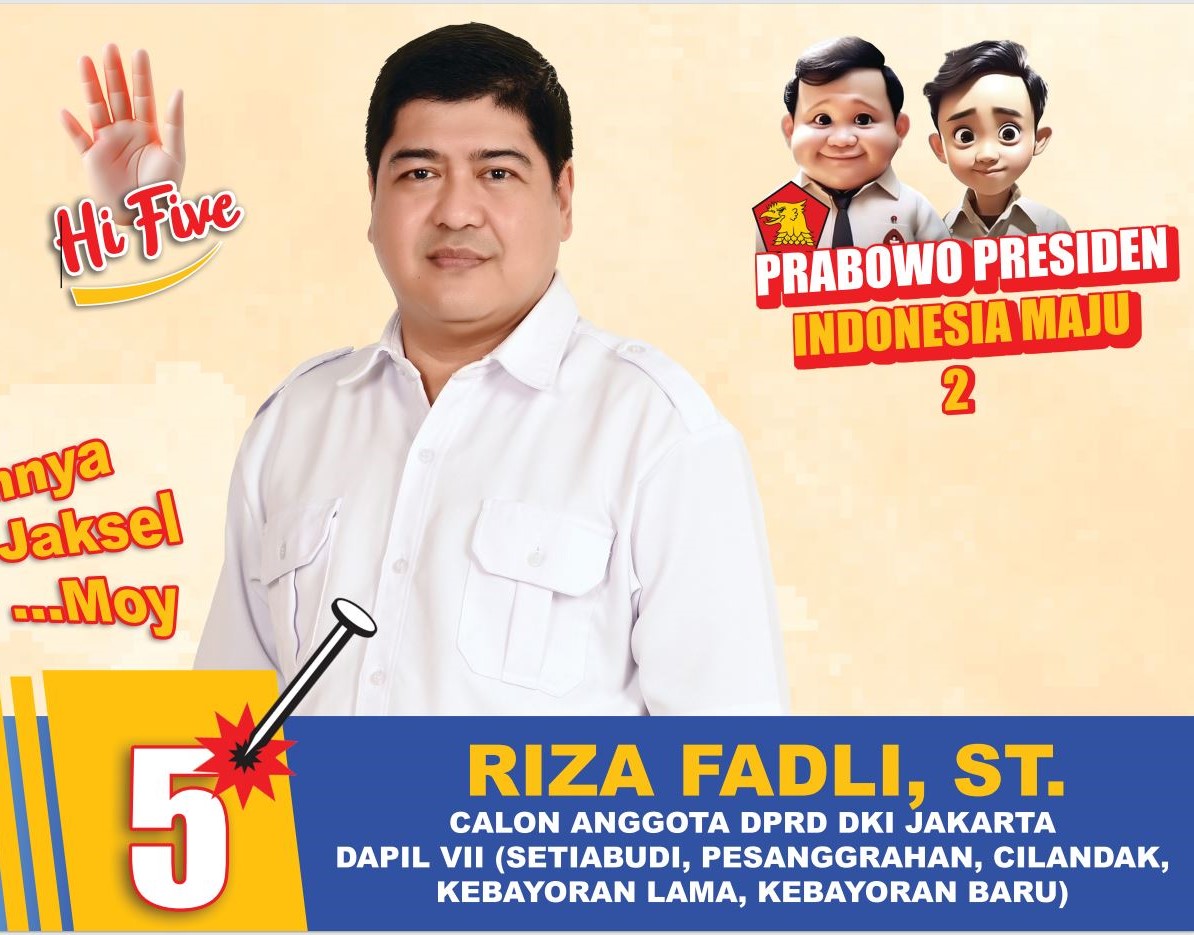 Hi Five
PRABOWO PRESIDEN
INDONESIA MAJU
2
Jaksel
...Moy
5
RIZA FADLI, ST.
CALON ANGGOTA DPRD DKI JAKARTA
DAPIL VII (SETIABUDI, PESANGGRAHAN, CILANDAK,
KEBAYORAN LAMA, KEBAYORAN BARU)